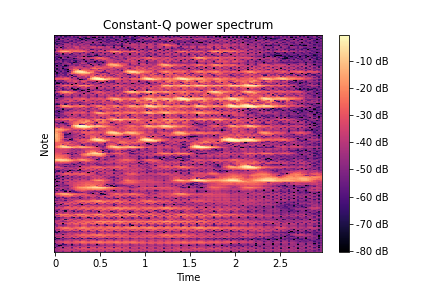 Constant-Q power spectrum
Note
-10 dB
-20 dB
-30 dB
-40 dB
-50 dB
-60 dB
-70 dB
-80 dB
0 0.5 1 1.5 2 2.5
Time